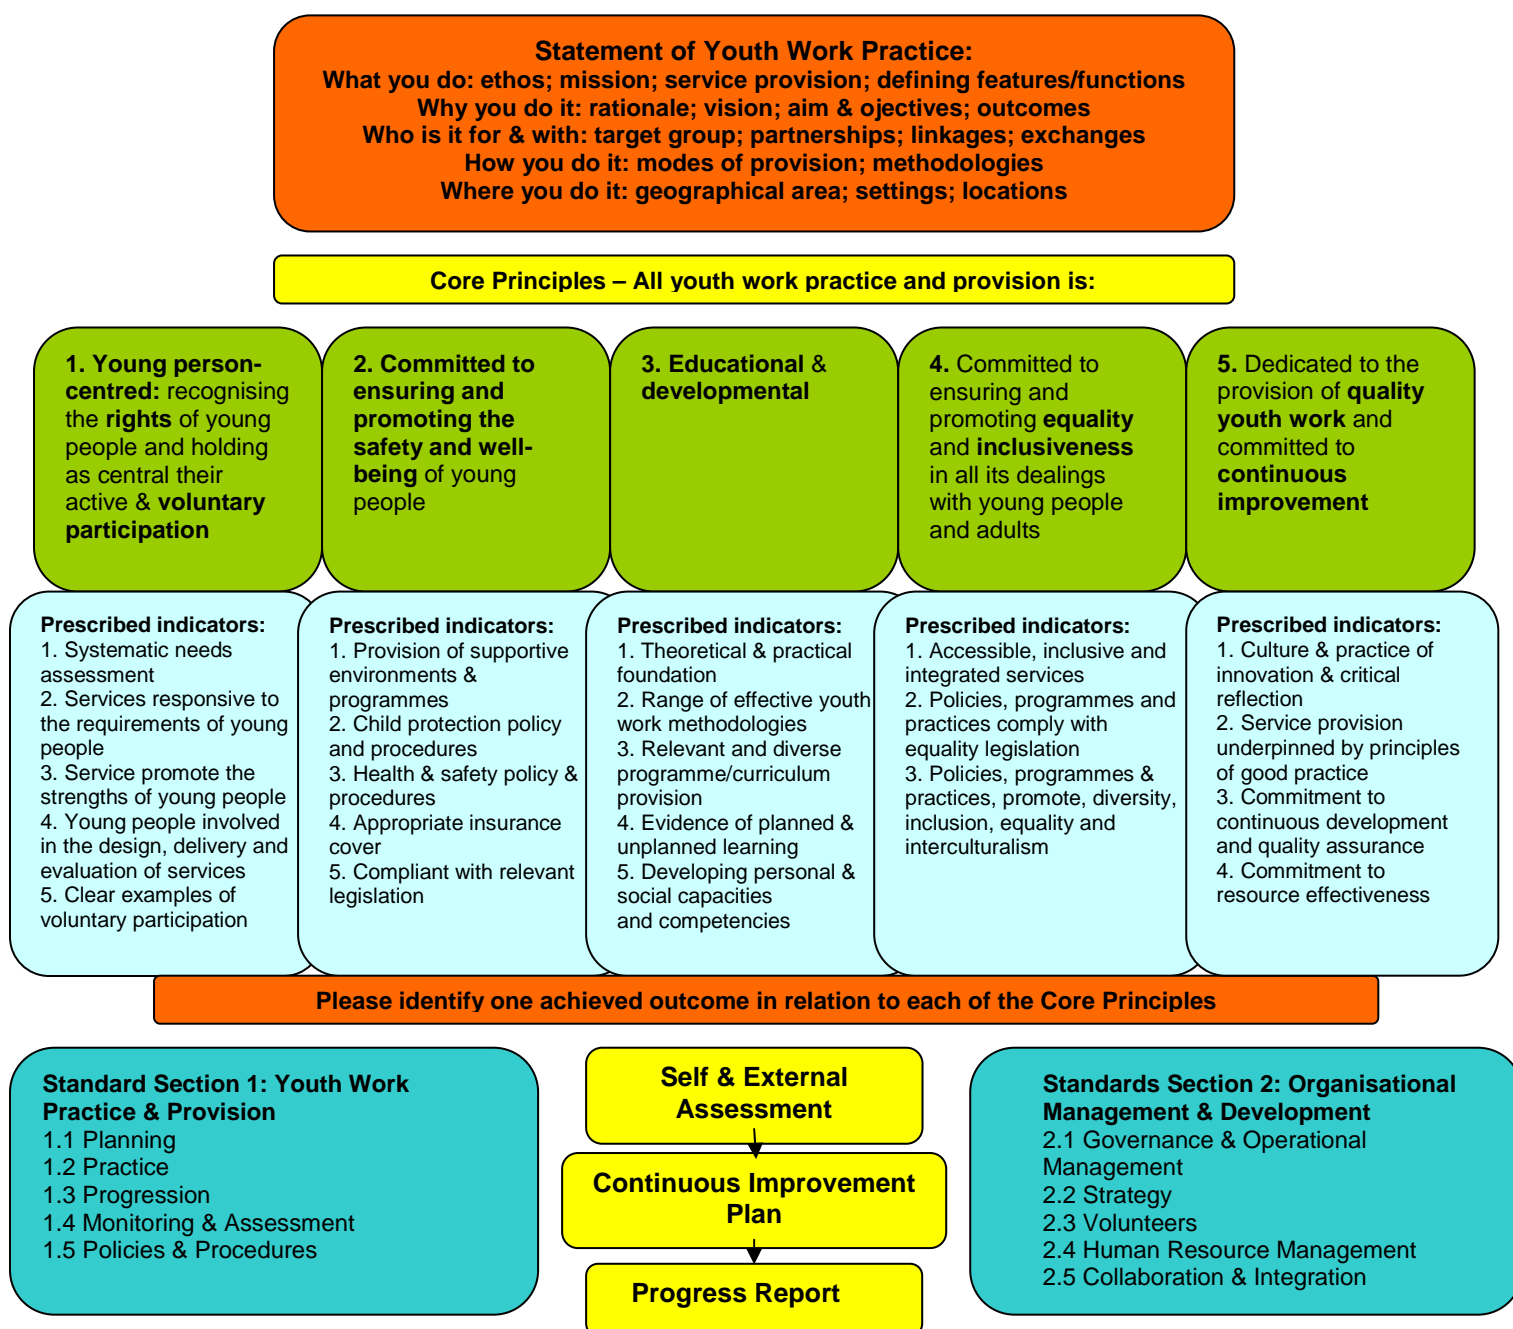 Statement of Youth Work Practice:
What you do: ethos; mission; service provision; defining features/functions
Why you do it: rationale; vision; aim & ojectives; outcomes
Who is it for & with: target group; partnerships; linkages; exchanges
How you do it: modes of provision; methodologies
Where you do it: geographical area; settings; locations
Core Principles – All youth work practice and provision is:
1. Young person-
centred: recognising
the rights of young
people and holding
as central their
active & voluntary
participation
2. Committed to
ensuring and
promoting the
safety and well-
being of young
people
3. Educational &
developmental
4. Committed to
ensuring and
promoting equality
and inclusiveness
in all its dealings
with young people
and adults
5. Dedicated to the
provision of quality
youth work and
committed to
continuous
improvement
Prescribed indicators:
1. Systematic needs
assessment
2. Services responsive to
the requirements of young
people
3. Service promote the
strengths of young people
4. Young people involved
in the design, delivery and
evaluation of services
5. Clear examples of
voluntary participation
Prescribed indicators:
1. Provision of supportive
environments &
programmes
2. Child protection policy
and procedures
3. Health & safety policy &
procedures
4. Appropriate insurance
cover
5. Compliant with relevant
legislation
Prescribed indicators:
1. Theoretical & practical
foundation
2. Range of effective youth
work methodologies
3. Relevant and diverse
programme/curriculum
provision
4. Evidence of planned &
unplanned learning
5. Developing personal &
social capacities
and competencies
Prescribed indicators:
1. Accessible, inclusive and
integrated services
2. Policies, programmes and
practices comply with
equality legislation
3. Policies, programmes &
practices, promote, diversity,
inclusion, equality and
interculturalism
Prescribed indicators:
1. Culture & practice of
innovation & critical
reflection
2. Service provision
underpinned by principles
of good practice
3. Commitment to
continuous development
and quality assurance
4. Commitment to
resource effectiveness
Please identify one achieved outcome in relation to each of the Core Principles
Standard Section 1: Youth Work
Practice & Provision
1.1 Planning
1.2 Practice
1.3 Progression
1.4 Monitoring & Assessment
1.5 Policies & Procedures
Self & External
Assessment
Continuous Improvement
Plan
Progress Report
Standards Section 2: Organisational
Management & Development
2.1 Governance & Operational
Management
2.2 Strategy
2.3 Volunteers
2.4 Human Resource Management
2.5 Collaboration & Integration